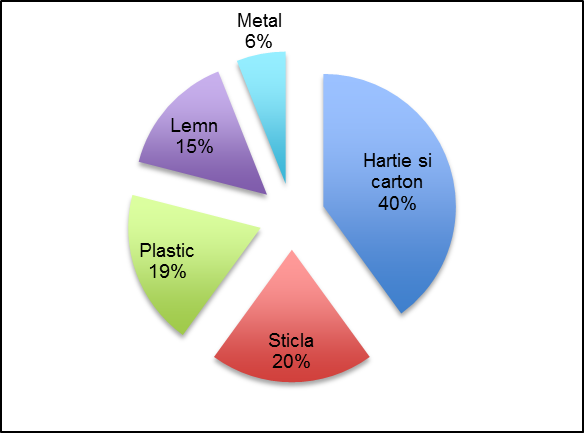 Metal
6%
Hartie si
carton
40%
Lemn
15%
Plastic
19%
Sticla
20%